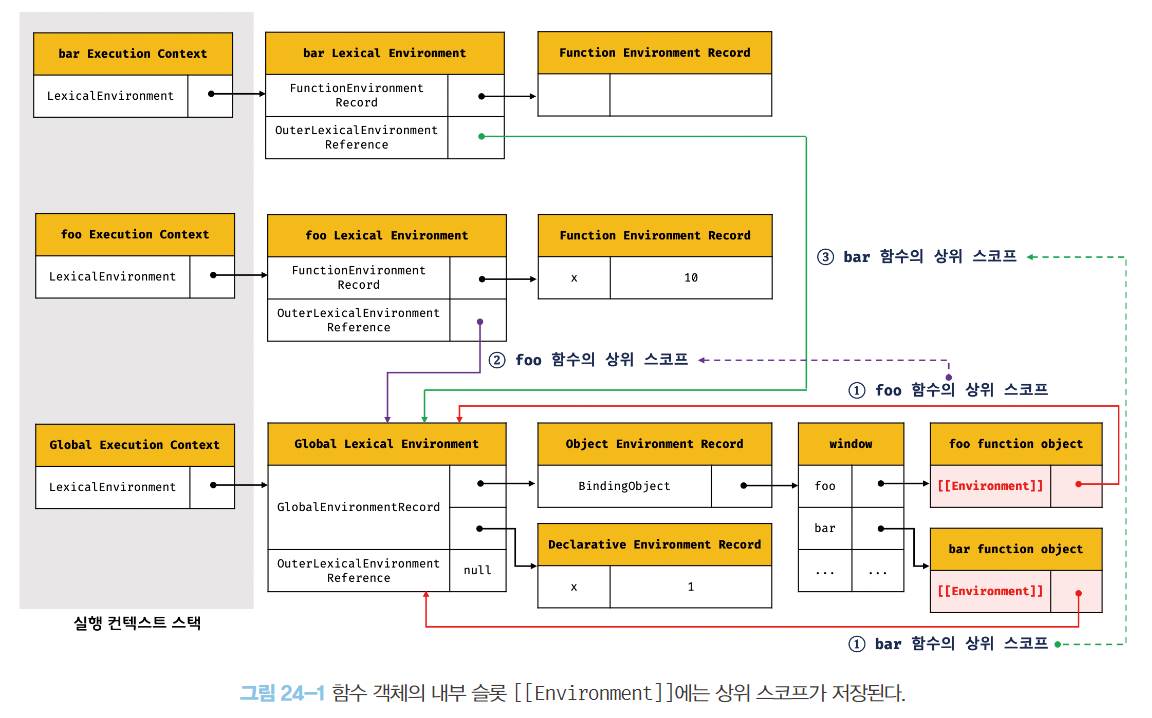 bar Execution Context
LexicalEnvironment
bar Lexical Environment
FunctionEnvironment
Record
OuterLexicalEnvironment
Reference
Function Environment Record
foo Execution Context
LexicalEnvironment
foo Lexical Environment
FunctionEnvironment
Record
OuterLexicalEnvironment
Reference
Function Environment Record
x
10
③ bar 함수의 상위 스코프
② foo 함수의 상위 스코프
① foo 함수의 상위 스코프
Global Execution Context
LexicalEnvironment
Global Lexical Environment
GlobalEnvironmentRecord
OuterLexicalEnvironment
Reference
null
Object Environment Record
BindingObject
Declarative Environment Record
x
1
window
foo
bar
...
...
foo function object
[[Environment]]
bar function object
[[Environment]]
① bar 함수의 상위 스코프
실행 컨텍스트 스택
그림 24-1 함수 객체의 내부 슬롯 [[Environment]]에는 상위 스코프가 저장된다.